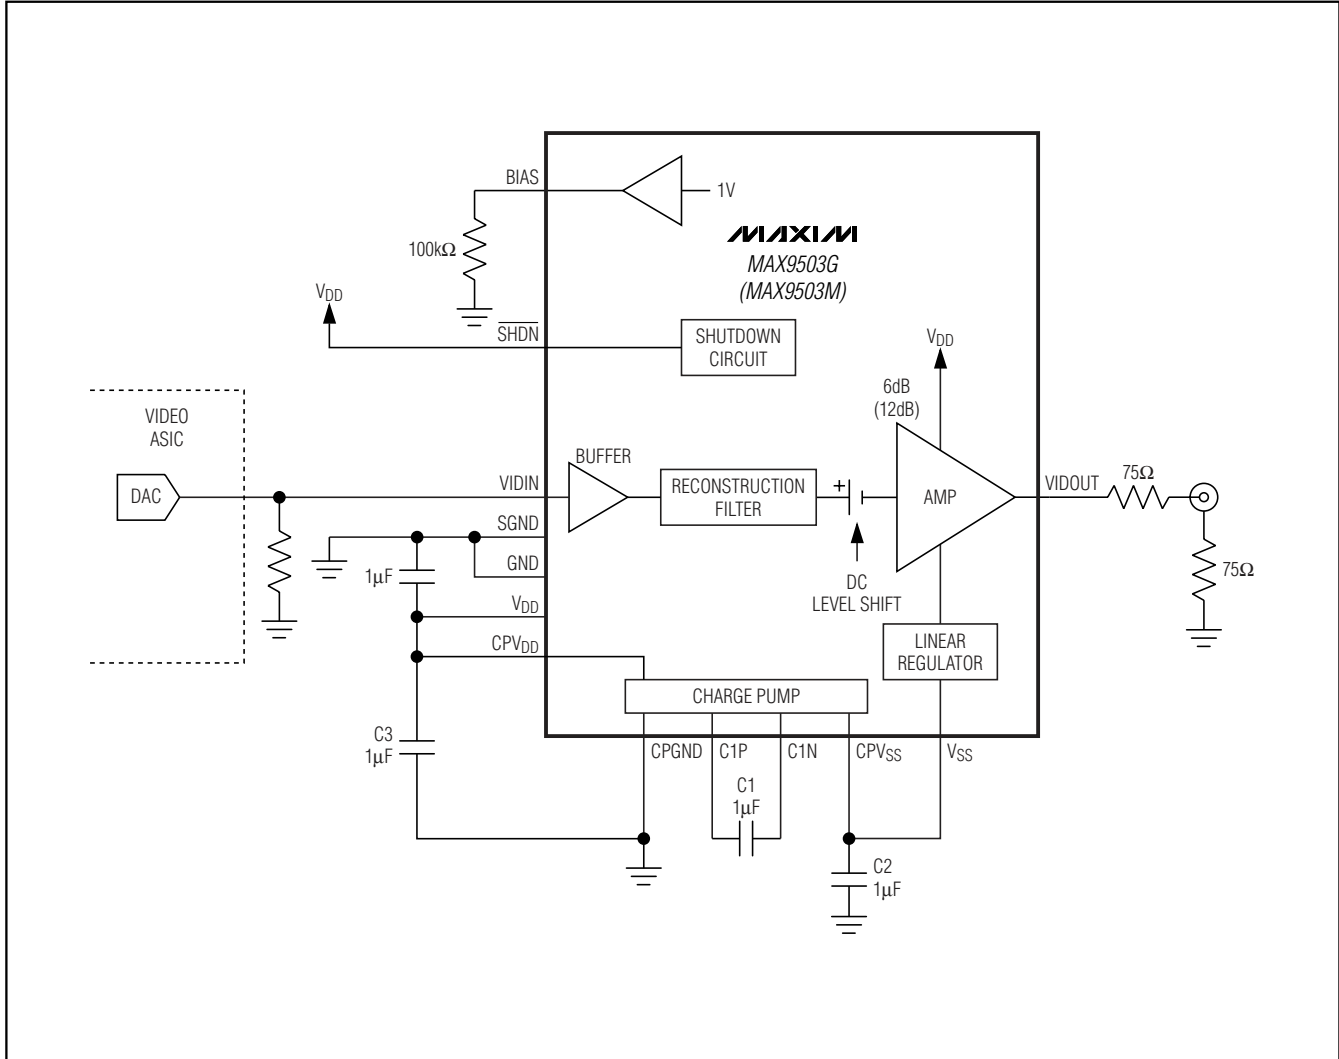 BIAS
1V
100kΩ
MAXIM
MAX9503G
(MAX9503M)
VDD
SHDN
SHUTDOWN
CIRCUIT
VDD
6dB
(12dB)
VIDEO
ASIC
DAC
BUFFER
VIDIN
RECONSTRUCTION
FILTER
+
AMP
VIDOUT
75Ω
SGND
GND
1µF
DC
LEVEL SHIFT
75Ω
VDD
CPVDD
LINEAR
REGULATOR
CHARGE PUMP
C3
1µF
CPGND
C1P
C1N
CPVSS
VSS
C1
1µF
C2
1µF